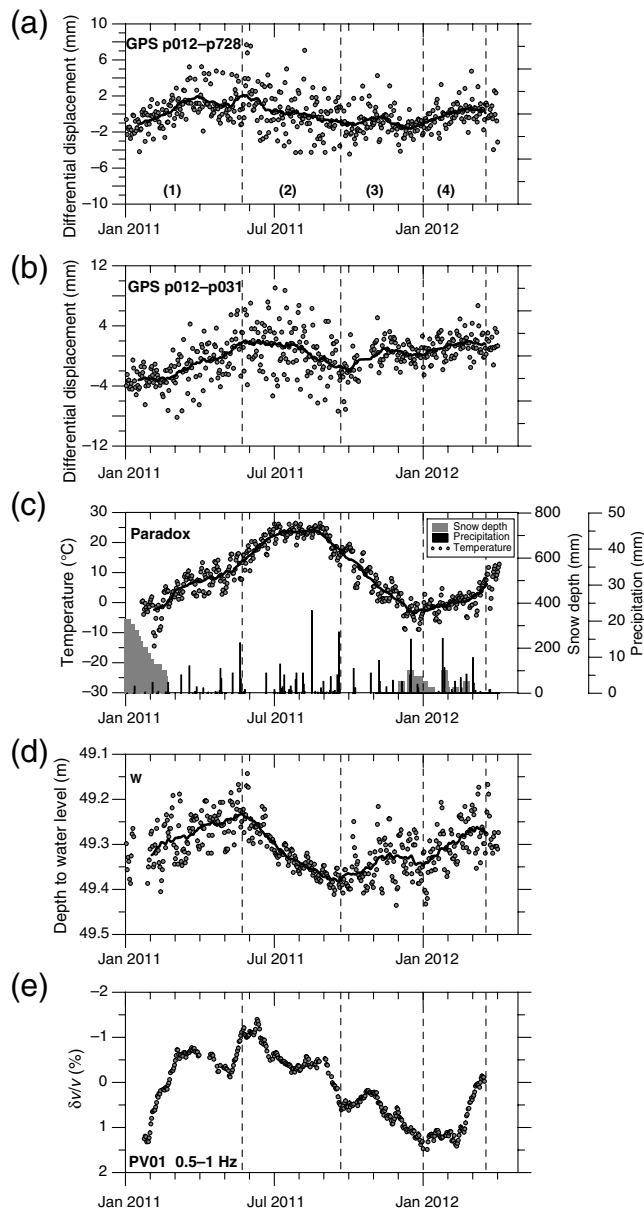 (a)
Differential displacement (mm)
10
6
2
−2
−6
−10
GPS p012–p728
(1) (2) (3) (4)
Jan 2011 Jul 2011 Jan 2012
(b)
Differential displacement (mm)
12
4
−4
−12
GPS p012–p031
Jan 2011 Jul 2011 Jan 2012
(c)
Temperature (°C)
30
20
10
0
−10
−20
−30
Paradox
Snow depth
Precipitation
Temperature
800
600
400
200
0
Snow depth (mm)
50
40
30
20
10
0
Precipitation (mm)
Jan 2011 Jul 2011 Jan 2012
(d)
Depth to water level (m)
49.1
49.2
49.3
49.4
49.5
W
Jan 2011 Jul 2011 Jan 2012
(e)
δv/v (%)
−2
−1
0
1
2
PV01 0.5–1 Hz
Jan 2011 Jul 2011 Jan 2012